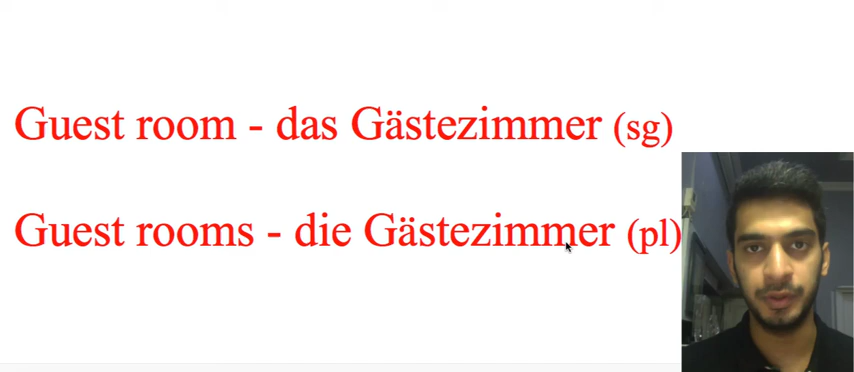 Guest room - das Gästezimmer (sg)
Guest rooms - die Gästezimmer (pl)